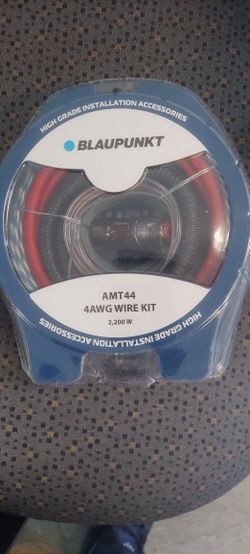 HIGH GRADE INSTALLATION ACCESSORIES
BLAUPUNKT
AMT44
4AWG WIRE KIT
2,200 W
HIGH GRADE INSTALLATION ACCESSORIES